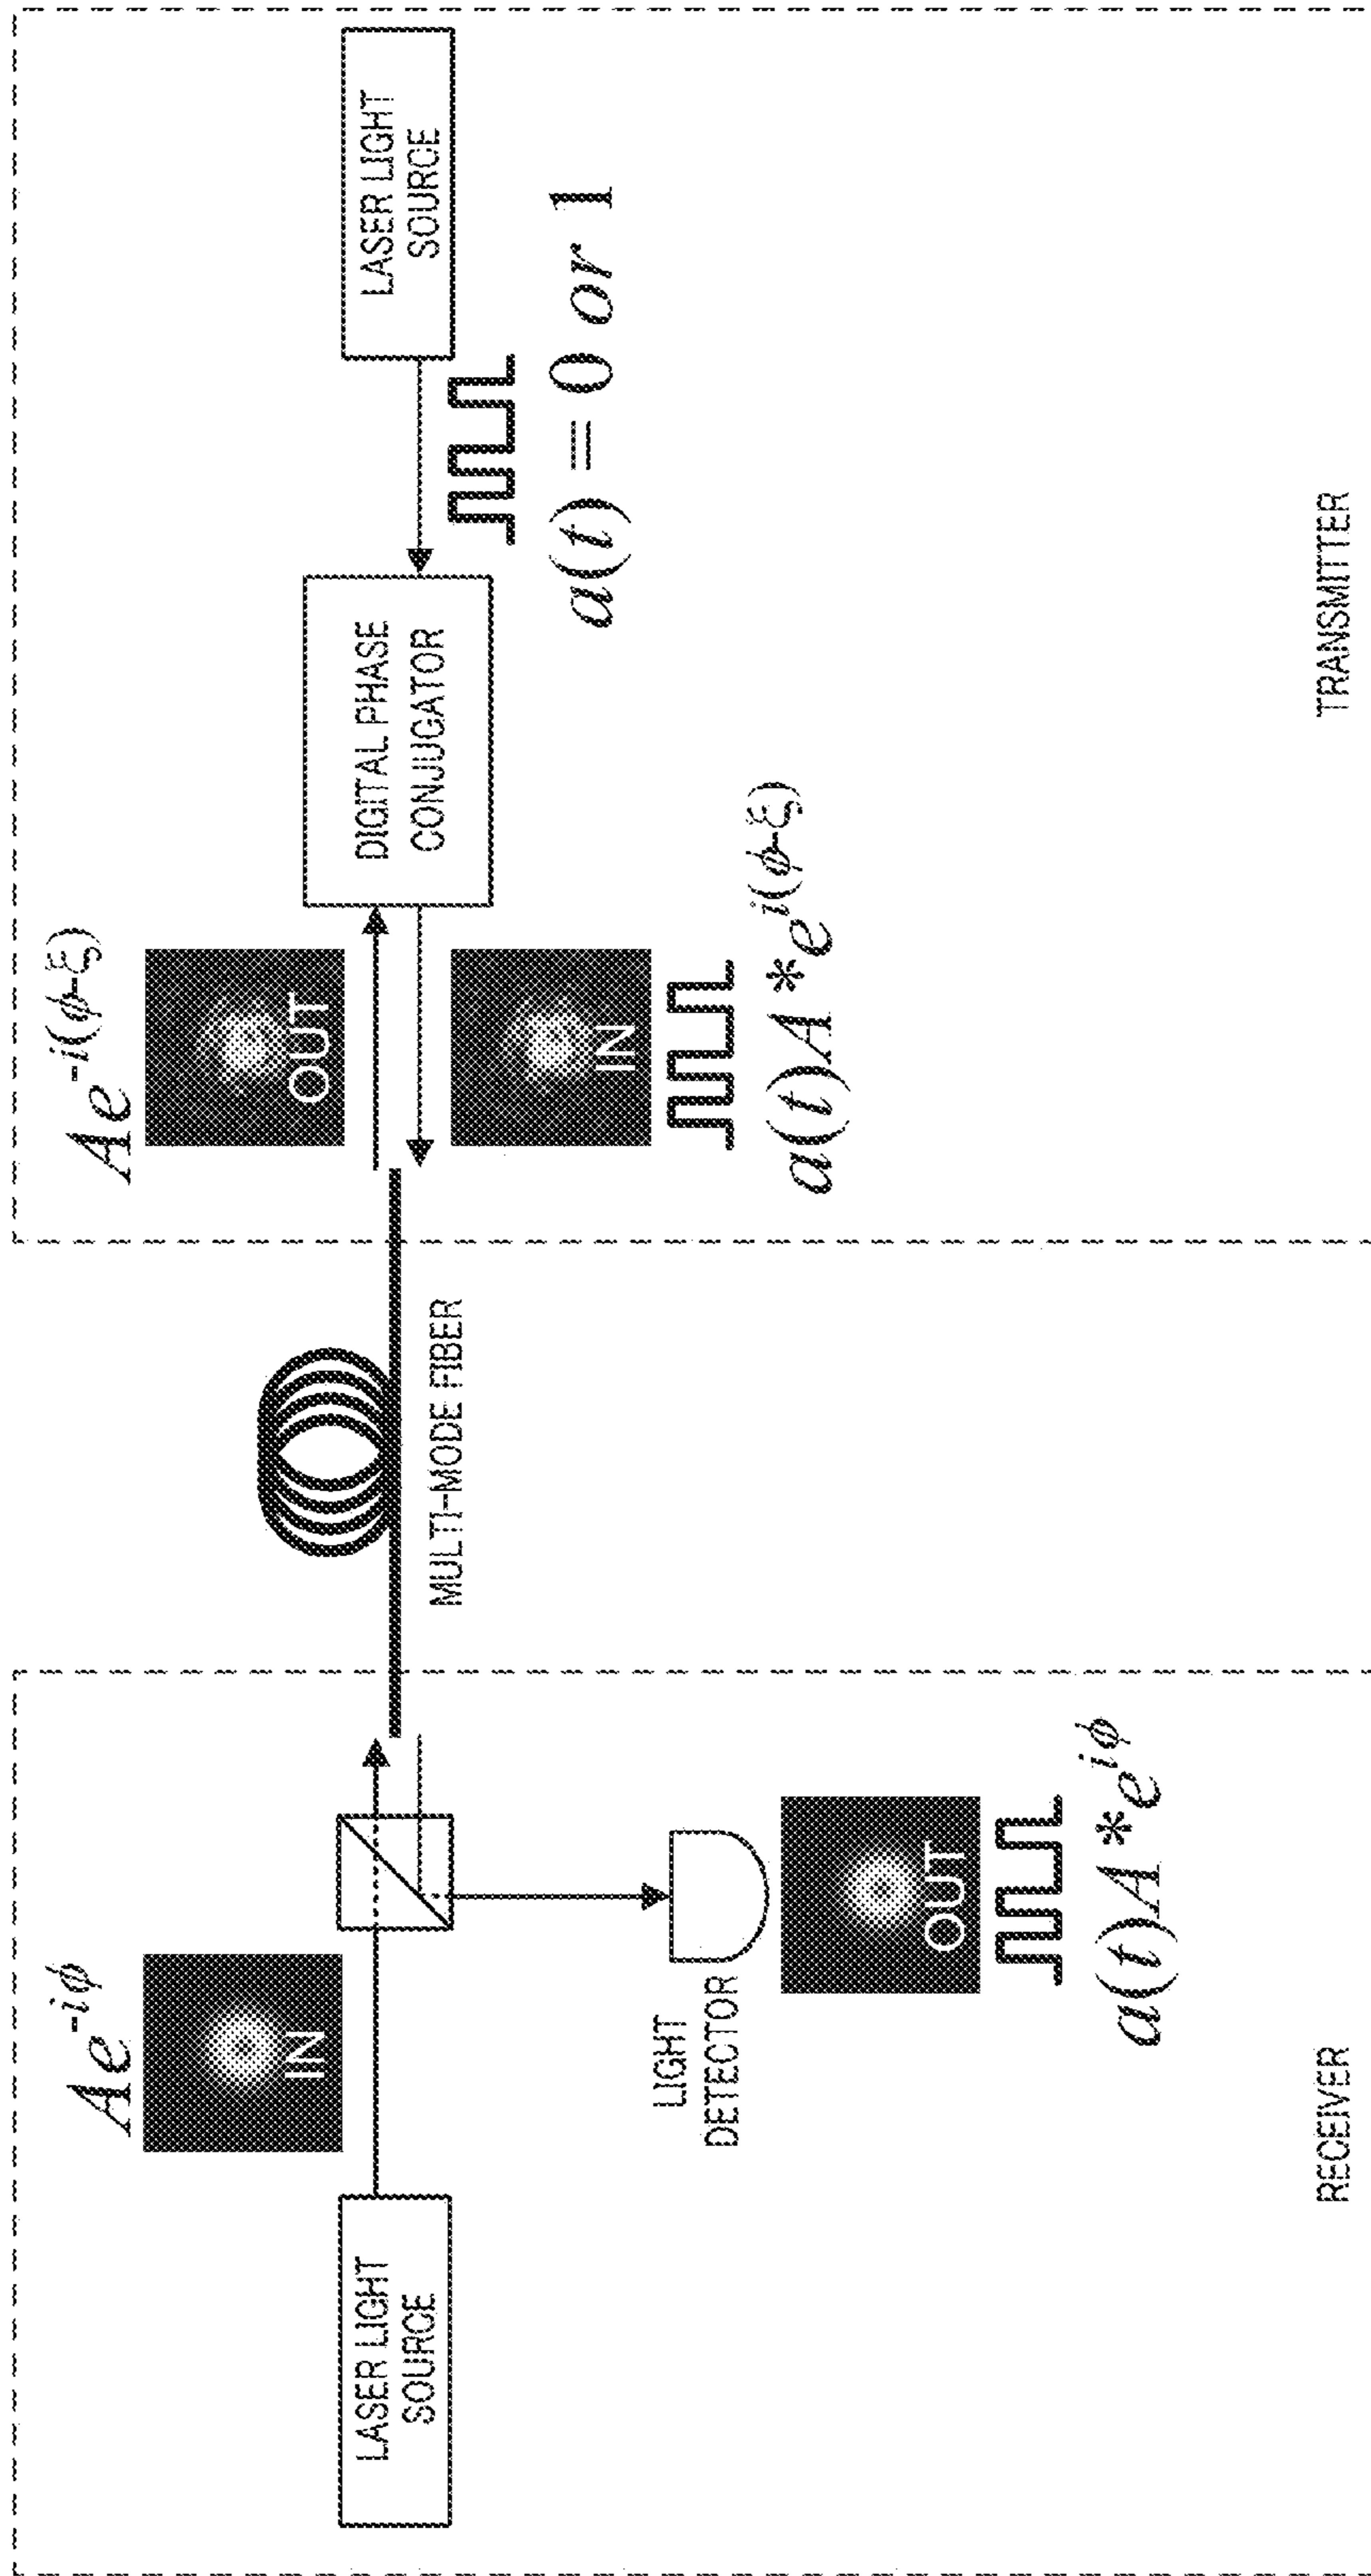 RECEIVER
LASER LIGHT
SOURCE
Ae^{-iϕ}
IN
LIGHT
DETECTOR
OUT
a(t)A*e^{iϕ}
MULTI-MODE FIBER
TRANSMITTER
Ae^{-i(ϕ-ξ)}
OUT
IN
a(t)A*e^{i(ϕ-ξ)}
DIGITAL PHASE
CONJUGATOR
LASER LIGHT
SOURCE
a(t) = 0 or 1